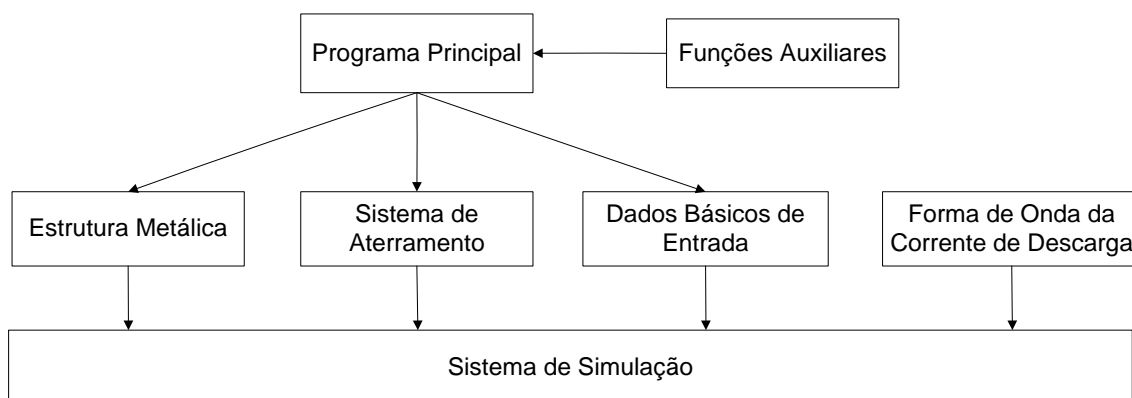 Programa Principal
Funções Auxiliares
Estrutura Metálica
Sistema de
Aterramento
Dados Básicos de
Entrada
Forma de Onda da
Corrente de Descarga
Sistema de Simulação